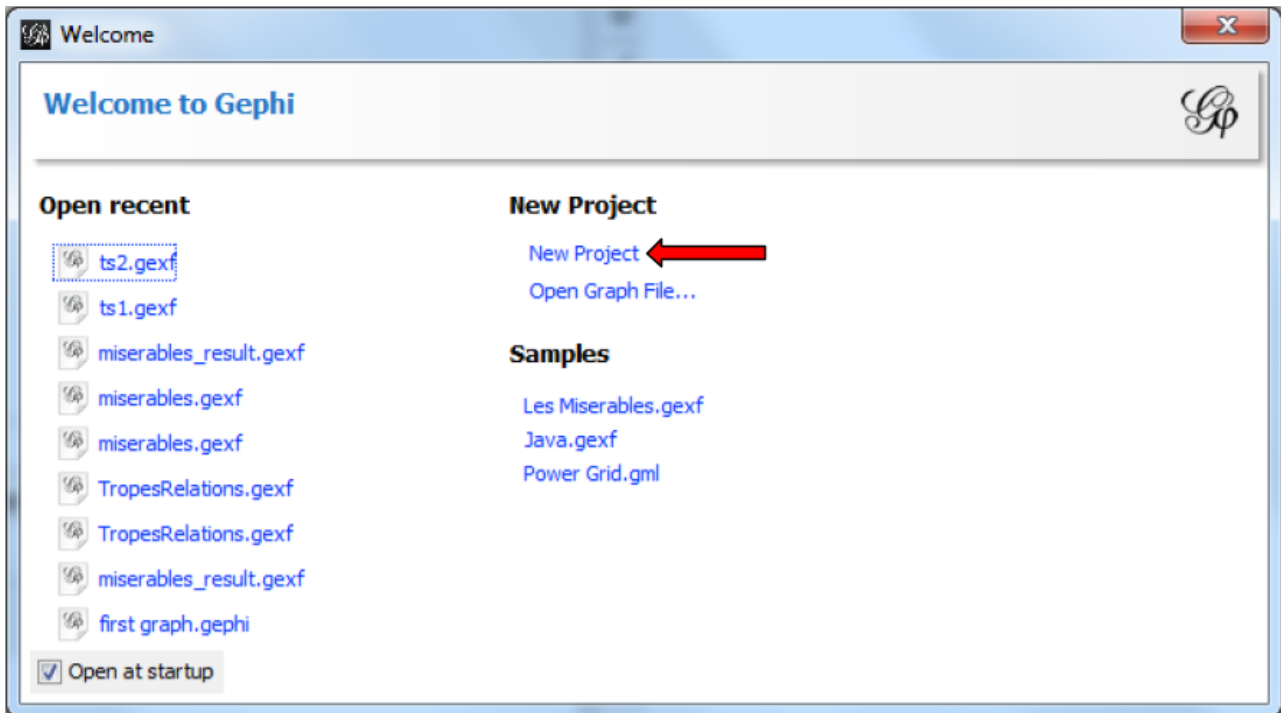 Welcome
Welcome to Gephi
Open recent
ts2.gexf
ts1.gexf
miserables_result.gexf
miserables.gexf
miserables.gexf
TropesRelations.gexf
TropesRelations.gexf
miserables_result.gexf
first graph.gephi
Open at startup
New Project
New Project
Open Graph File...
Samples
Les Miserables.gexf
Java.gexf
Power Grid.gml